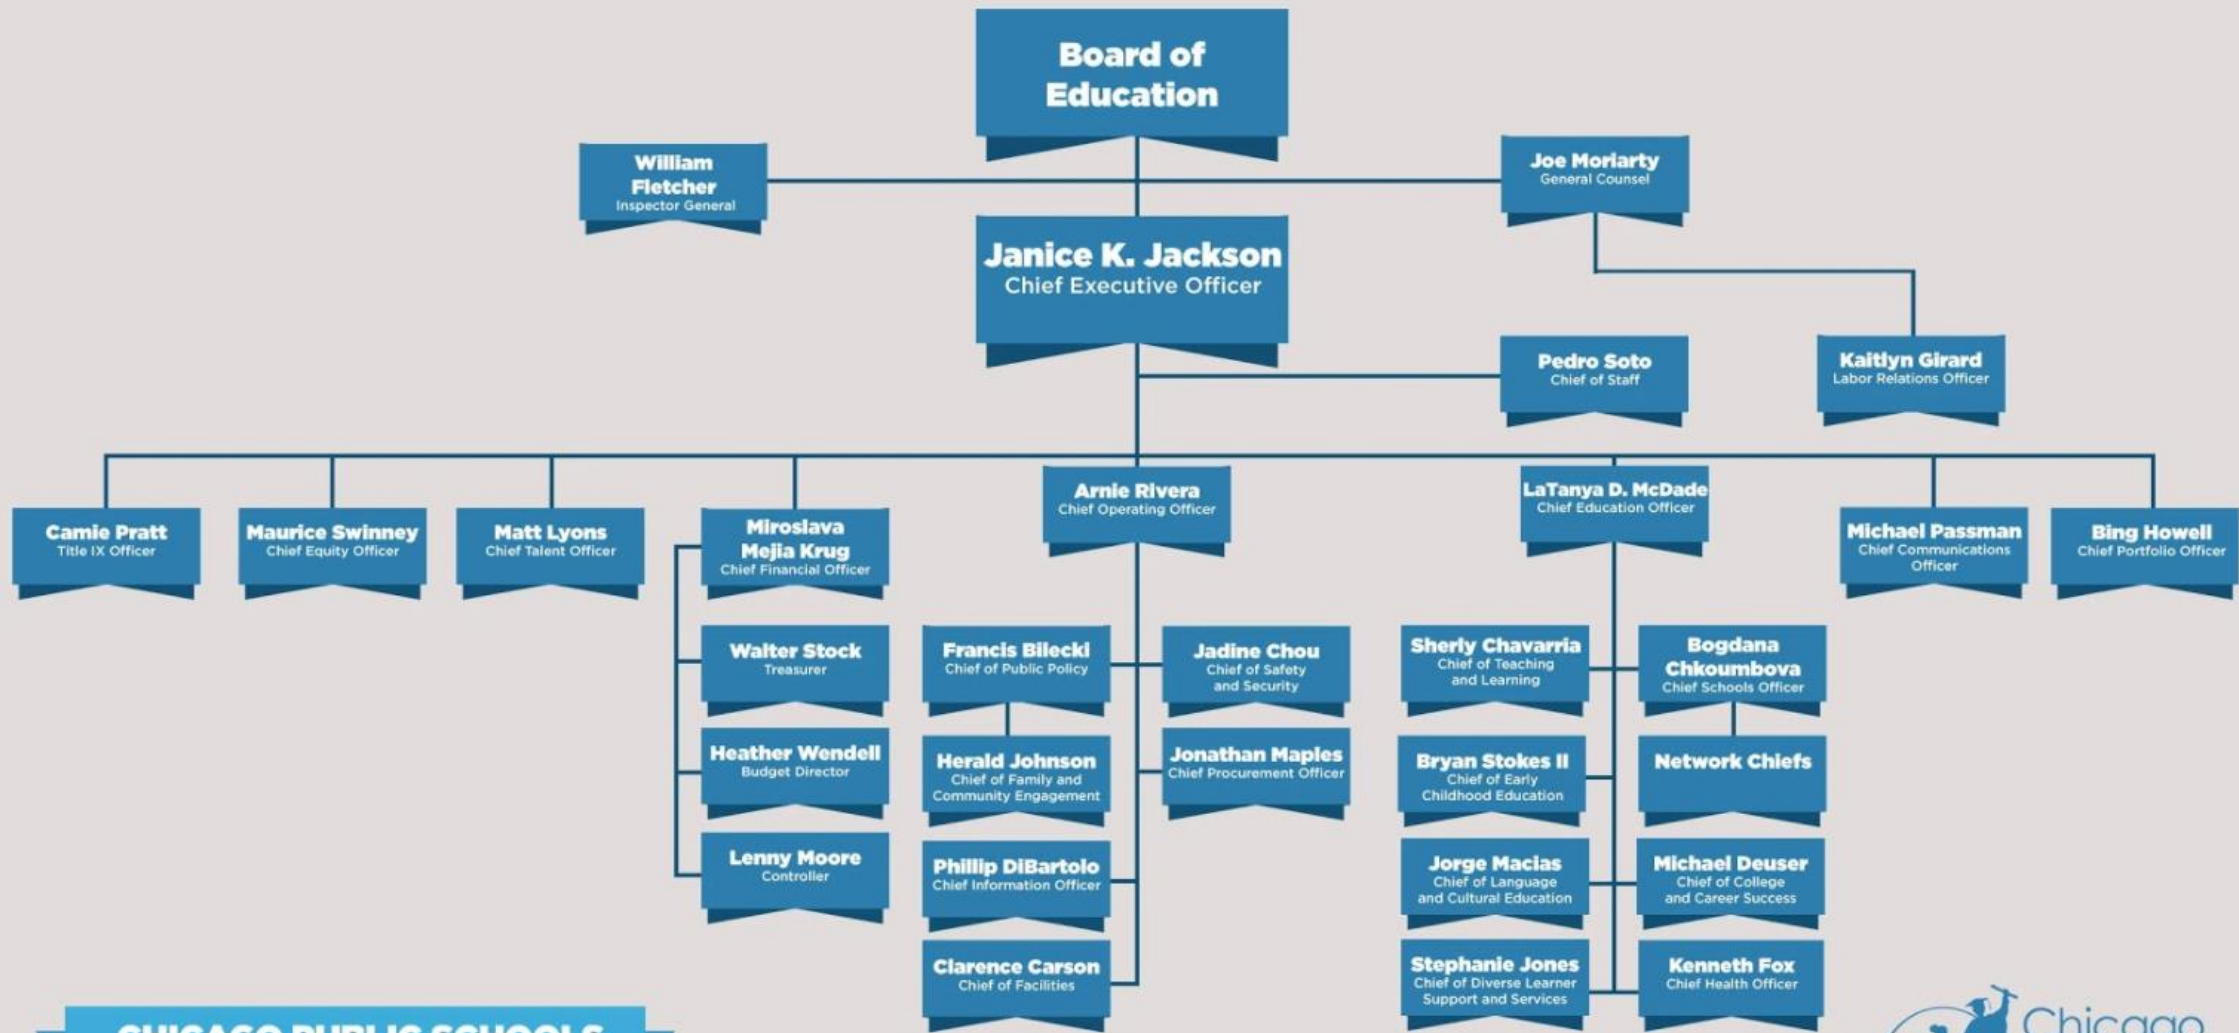 Board of
Education
William
Fletcher
Inspector General
Joe Moriarty
General Counsel
Janice K. Jackson
Chief Executive Officer
Pedro Soto
Chief of Staff
Kaitlyn Girard
Labor Relations Officer
Camie Pratt
Title IX Officer
Maurice Swinney
Chief Equity Officer
Matt Lyons
Chief Talent Officer
Miroslava
Mejia Krug
Chief Financial Officer
Arnie Rivera
Chief Operating Officer
LaTanya D. McDade
Chief Education Officer
Michael Passman
Chief Communications
Officer
Bing Howell
Chief Portfolio Officer
Walter Stock
Treasurer
Heather Wendell
Budget Director
Lenny Moore
Controller
Francis Bilecki
Chief of Public Policy
Herald Johnson
Chief of Family and
Community Engagement
Phillip DiBartolo
Chief Information Officer
Clarence Carson
Chief of Facilities
Jadine Chou
Chief of Safety
and Security
Jonathan Maples
Chief Procurement Officer
Sherly Chavarria
Chief of Teaching
and Learning
Bryan Stokes II
Chief of Early
Childhood Education
Jorge Macias
Chief of Language
and Cultural Education
Stephanie Jones
Chief of Diverse Learner
Support and Services
Bogdana
Chkoumbova
Chief Schools Officer
Network Chiefs
Michael Deuser
Chief of College
and Career Success
Kenneth Fox
Chief Health Officer
CHICAGO PUBLIC SCHOOLS
Chicago